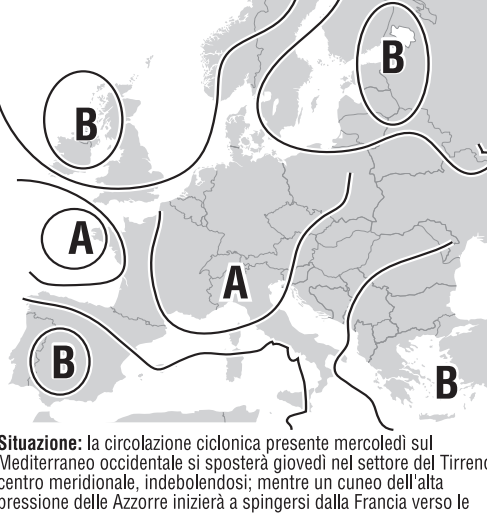 B
B
A
A
B
B
Situazione: la circolazione ciclonica presente mercoledì sul
Mediterraneo occidentale si sposterà giovedì nel settore del Tirreno
centro meridionale, indebolendosi; mentre un cuneo dell'alta
pressione delle Azzorre inizierà a spingersi dalla Francia verso le